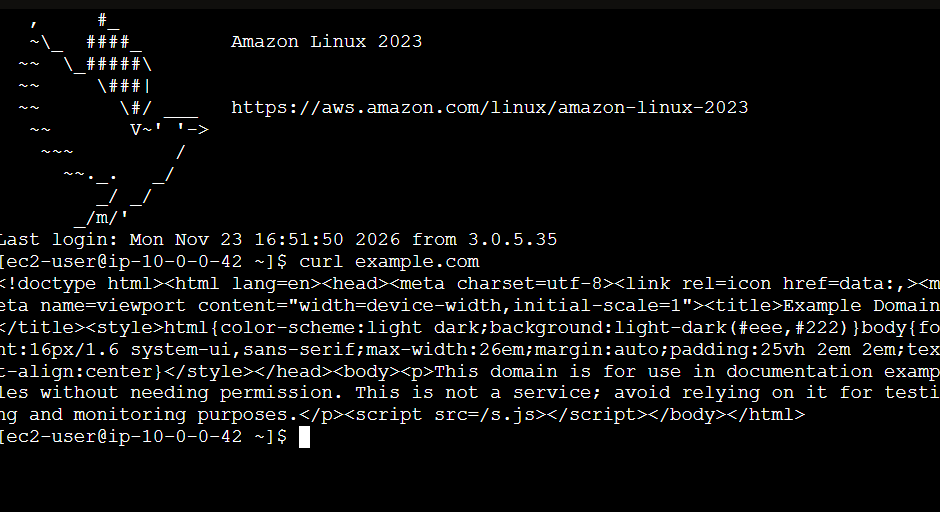 ,     #_
   ~\_  ####_        Amazon Linux 2023
  ~~  \_#####\
  ~~     \###|
  ~~       \#/ ___   https://aws.amazon.com/linux/amazon-linux-2023
   ~~       V~' '->
    ~~~         /
      ~~._.   _/
         _/ _/
       _/m/'
Last login: Mon Nov 23 16:51:50 2026 from 3.0.5.35
[ec2-user@ip-10-0-0-42 ~]$ curl example.com
<!doctype html><html lang=en><head><meta charset=utf-8><link rel=icon href=data:,><m
eta name=viewport content="width=device-width,initial-scale=1"><title>Example Domain
</title><style>html{color-scheme:light dark;background:light-dark(#eee,#222)}body{fo
nt:16px/1.6 system-ui,sans-serif;max-width:26em;margin:auto;padding:25vh 2em 2em;tex
t-align:center}</style></head><body><p>This domain is for use in documentation examp
les without needing permission. This is not a service; avoid relying on it for testi
ng and monitoring purposes.</p><script src=/s.js></script></body></html>
[ec2-user@ip-10-0-0-42 ~]$